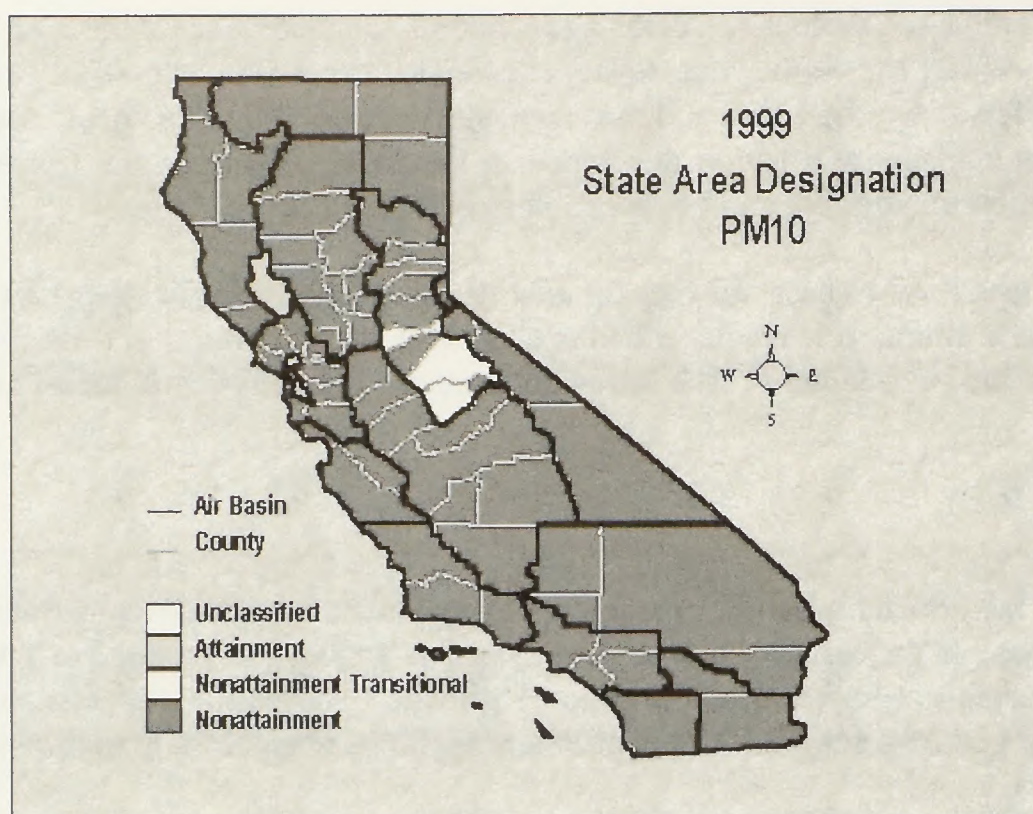 1999
State Area Designation
PM10
N
W E
S
Air Basin
County
Unclassified
Attainment
Nonattainment Transitional
Nonattainment